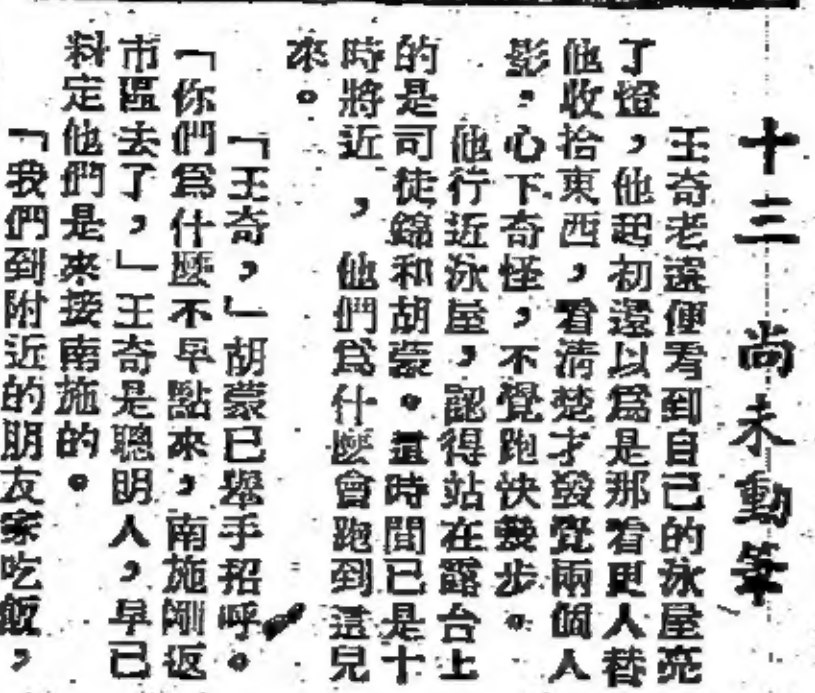 十三 尚未動筆
王奇老遠便看到自己的泳屋亮
了燈，他起初還以爲是那看更人替
他收拾東西，看清楚才發覺兩個人
影，心下奇怪，不覺跑快幾步。
他行近泳屋，認得站在露台上
的是司徒錦和胡蒙。這時間已是十
時將近，他們爲什麼會跑到這兒
來。
「王奇，」胡蒙已舉手招呼。
「你們爲什麼不早點來，南施剛返
市區去了，」王奇是聰明人，早已
料定他們是來接南施的。
「我們到附近的朋友家吃飯，